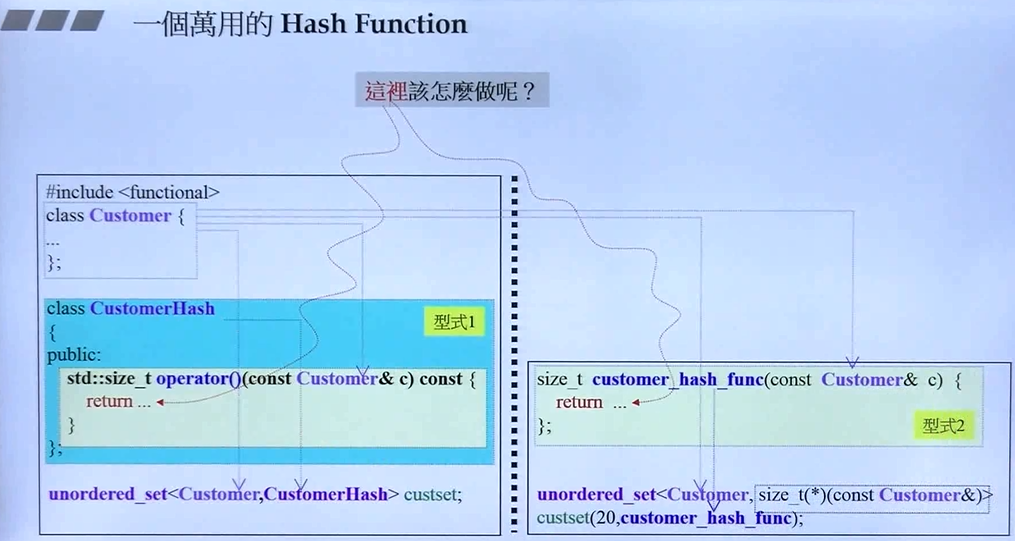 一個萬用的 Hash Function
這裡該怎麼做呢？
#include <functional>
class Customer {
...
};
class CustomerHash
型式1
{
public:
std::size_t operator()(const Customer& c) const {
return ...
}
};
unordered_set<Customer,CustomerHash> custset;
size_t customer_hash_func(const Customer& c) {
return ...
};
型式2
unordered_set<Customer, size_t(*)(const Customer&)>
custset(20,customer_hash_func);